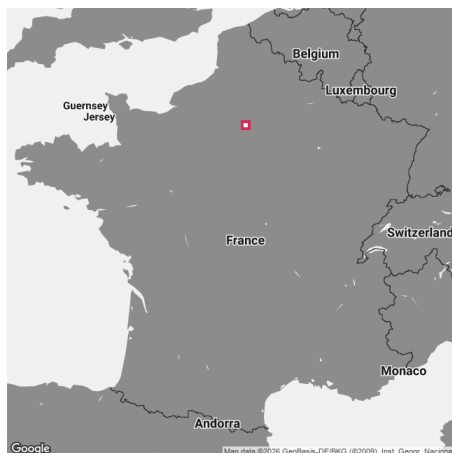 Belgium
Luxembourg
Guernsey
Jersey
Switzerland
France
Monaco
Andorra
Google
Map data ©2026 GeoBasis-DE/BKG (©2009), Inst. Geogr. Naciona